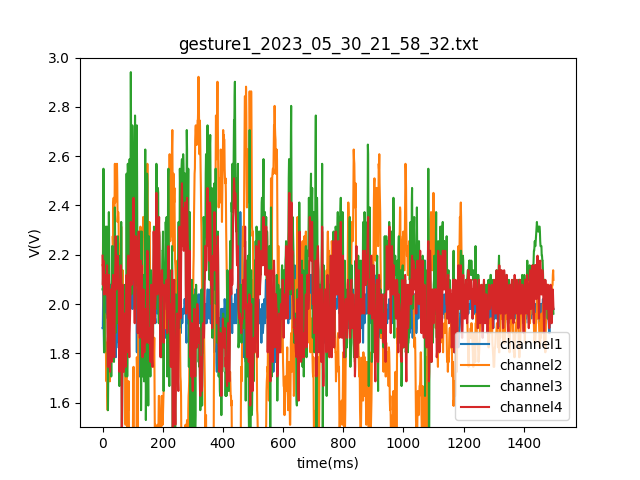 gesture1_2023_05_30_21_58_32.txt
3.0
2.8
2.6
2.4
2.2
2.0
1.8
1.6
V(V)
0 200 400 600 800 1000 1200 1400
time(ms)
channel1
channel2
channel3
channel4